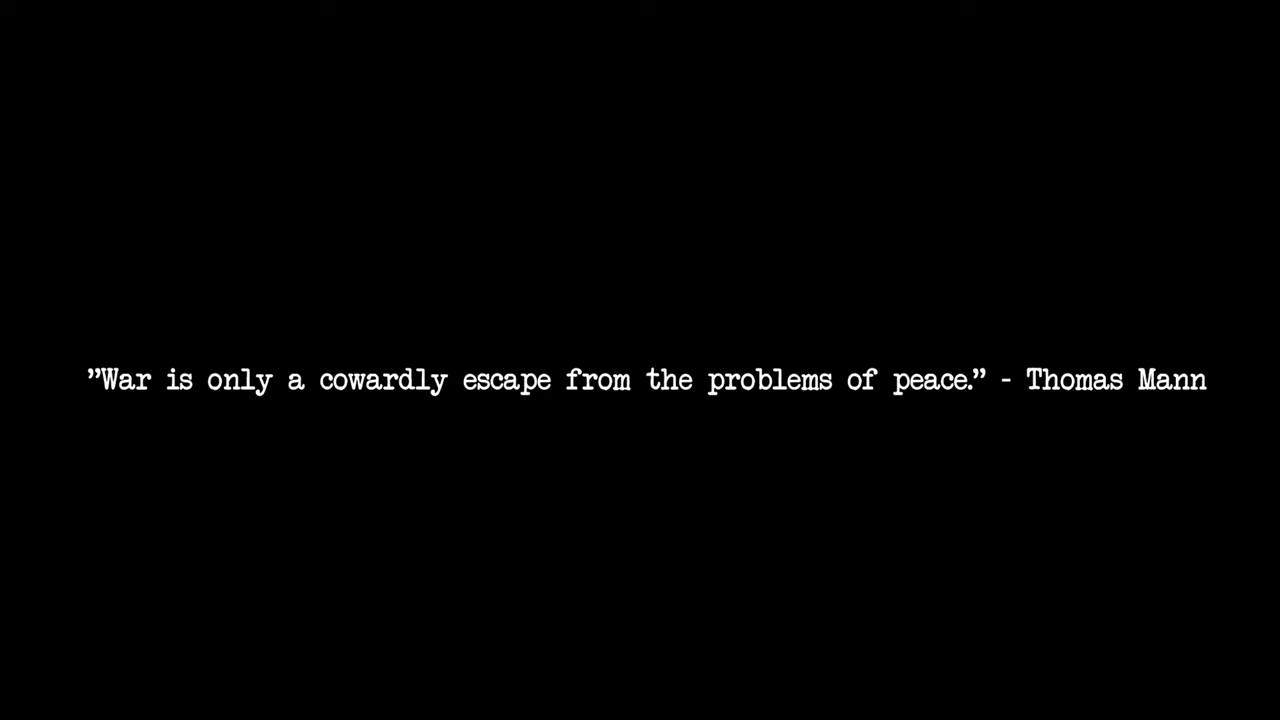 ”War is only a cowardly escape from the problems of peace.” - Thomas Mann